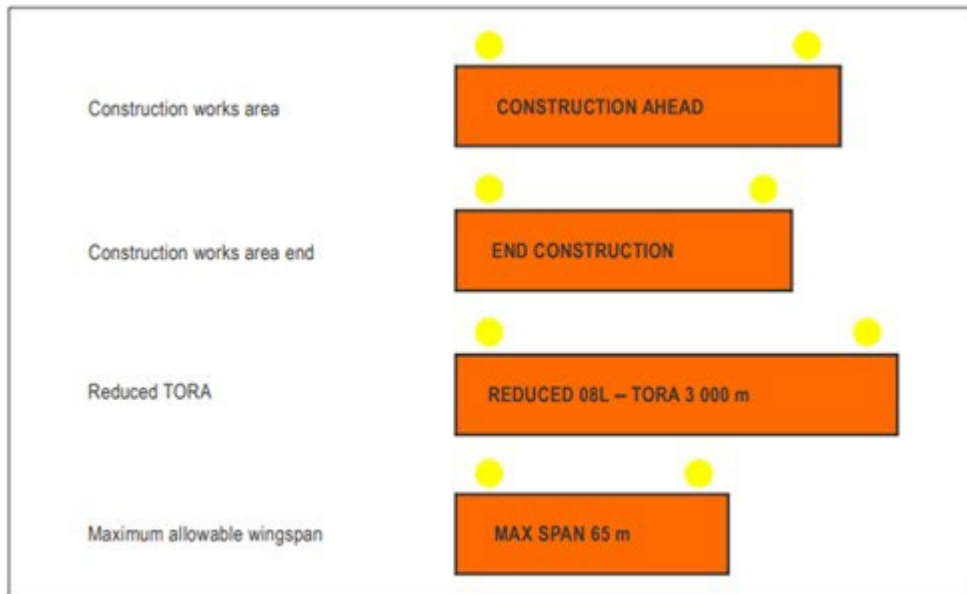 Construction works area
CONSTRUCTION AHEAD
Construction works area end
END CONSTRUCTION
Reduced TORA
REDUCED 08L – TORA 3 000 m
Maximum allowable wingspan
MAX SPAN 65 m